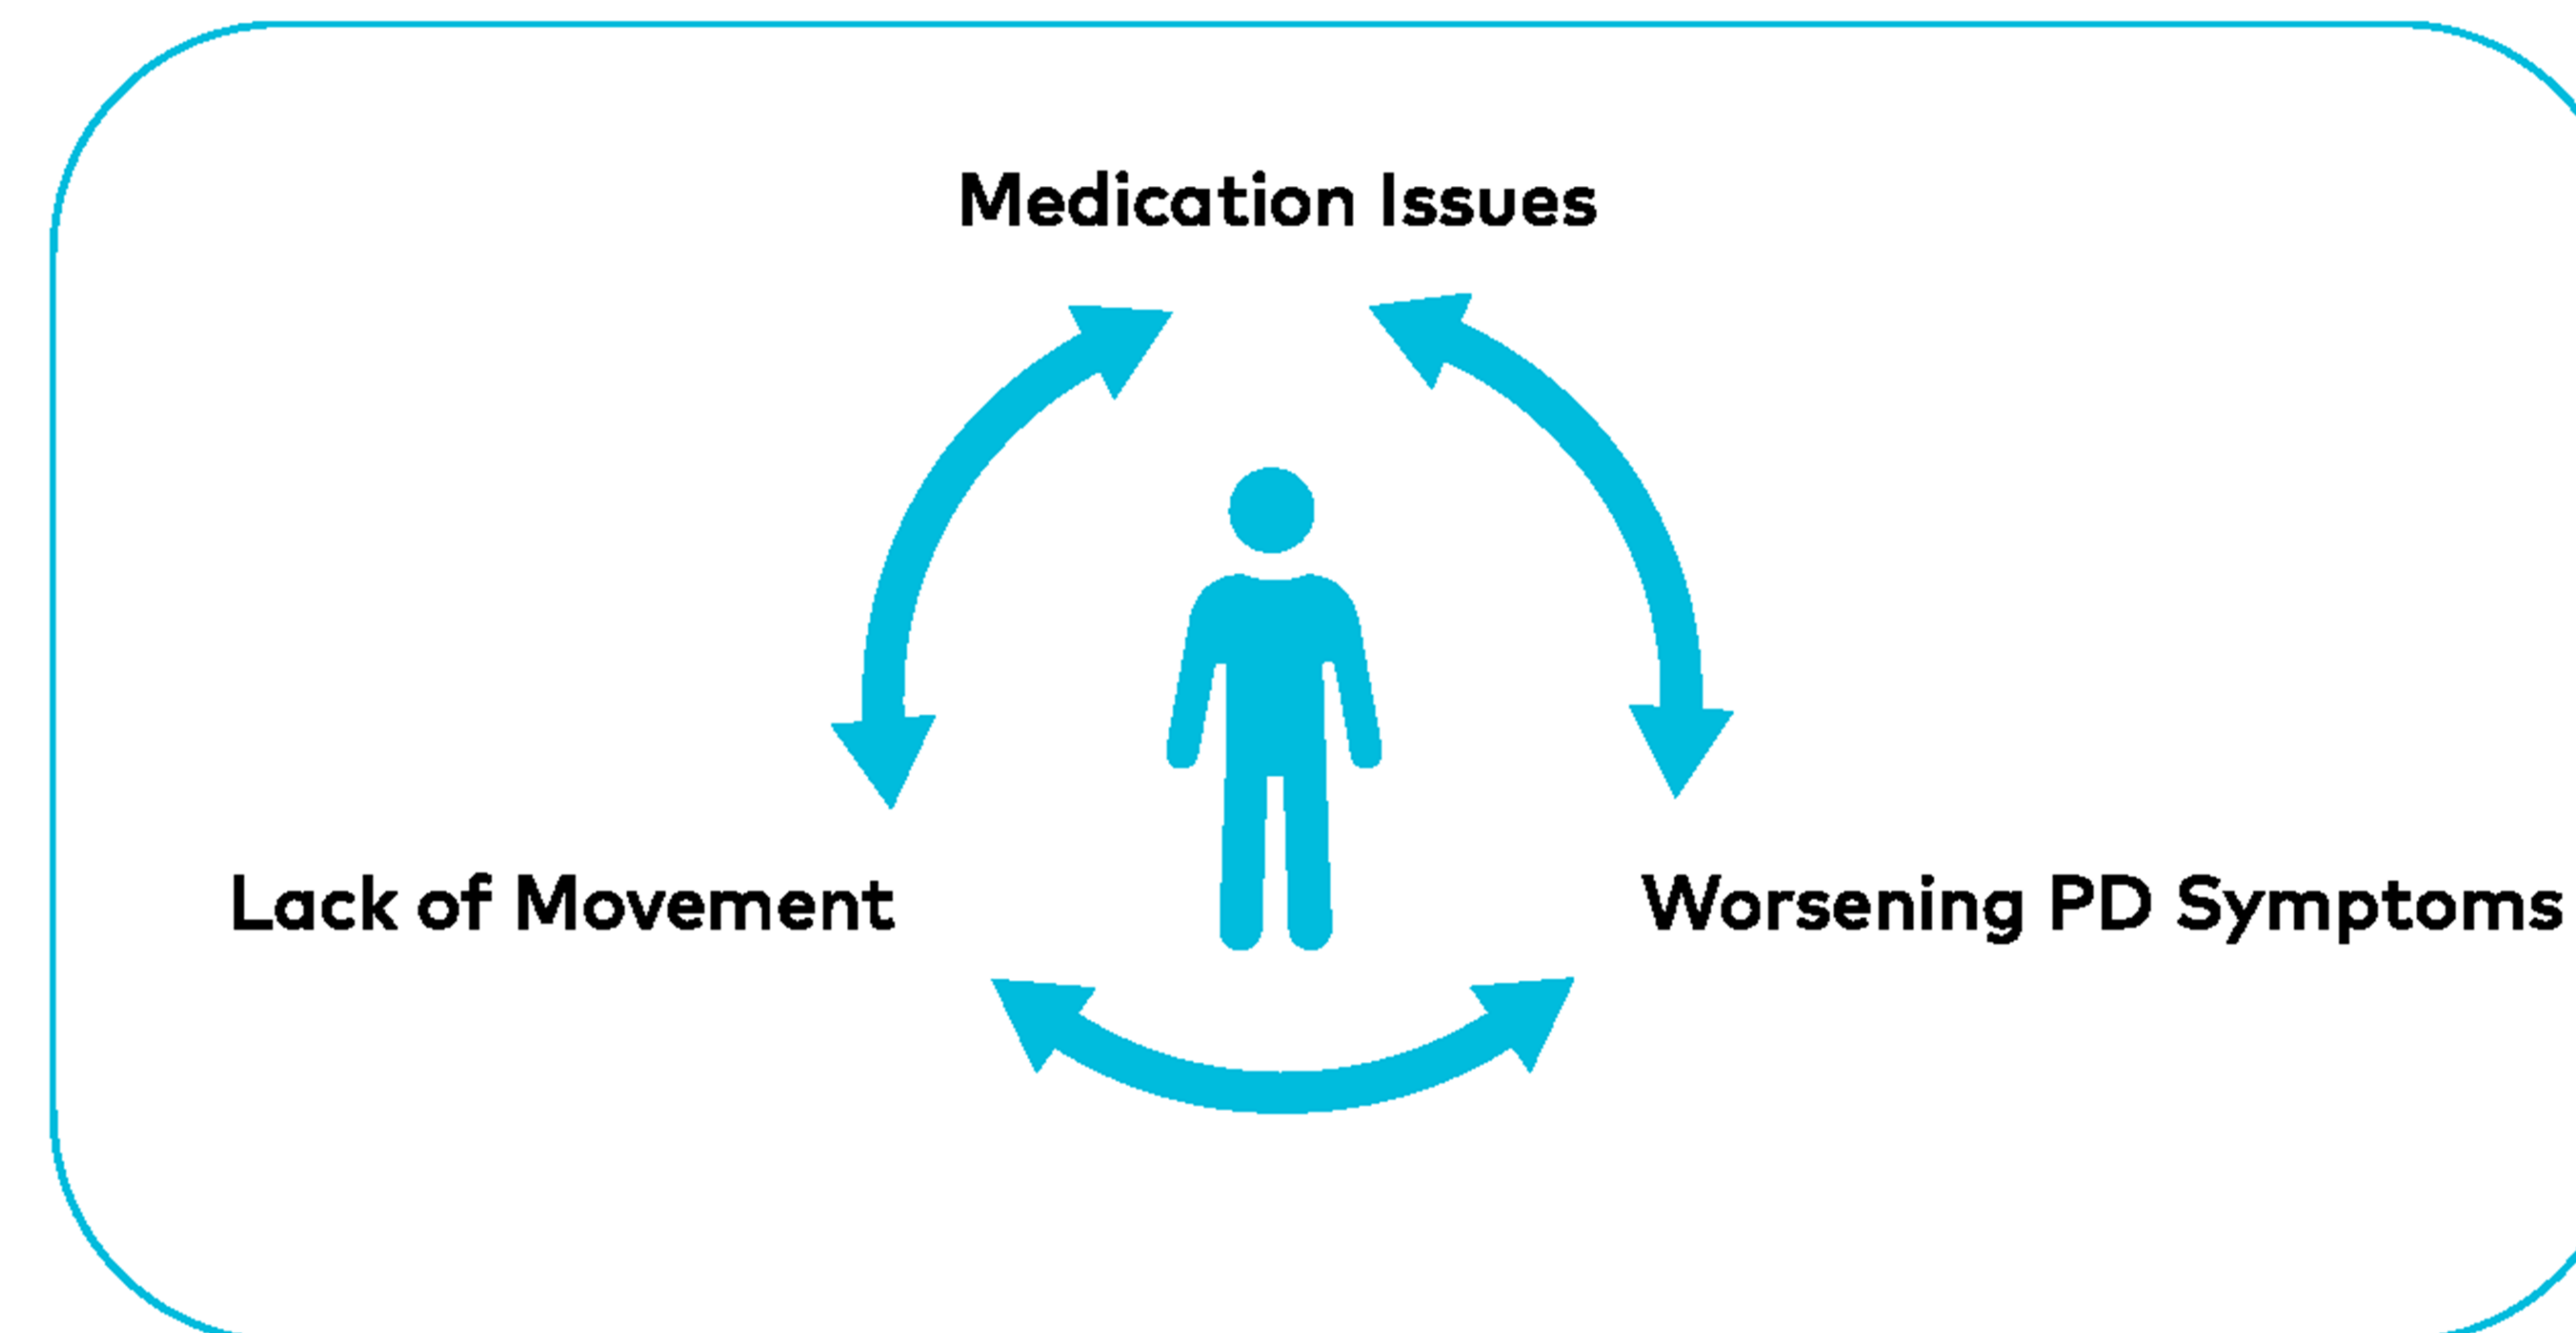 Medication Issues
Lack of Movement
Worsening PD Symptoms